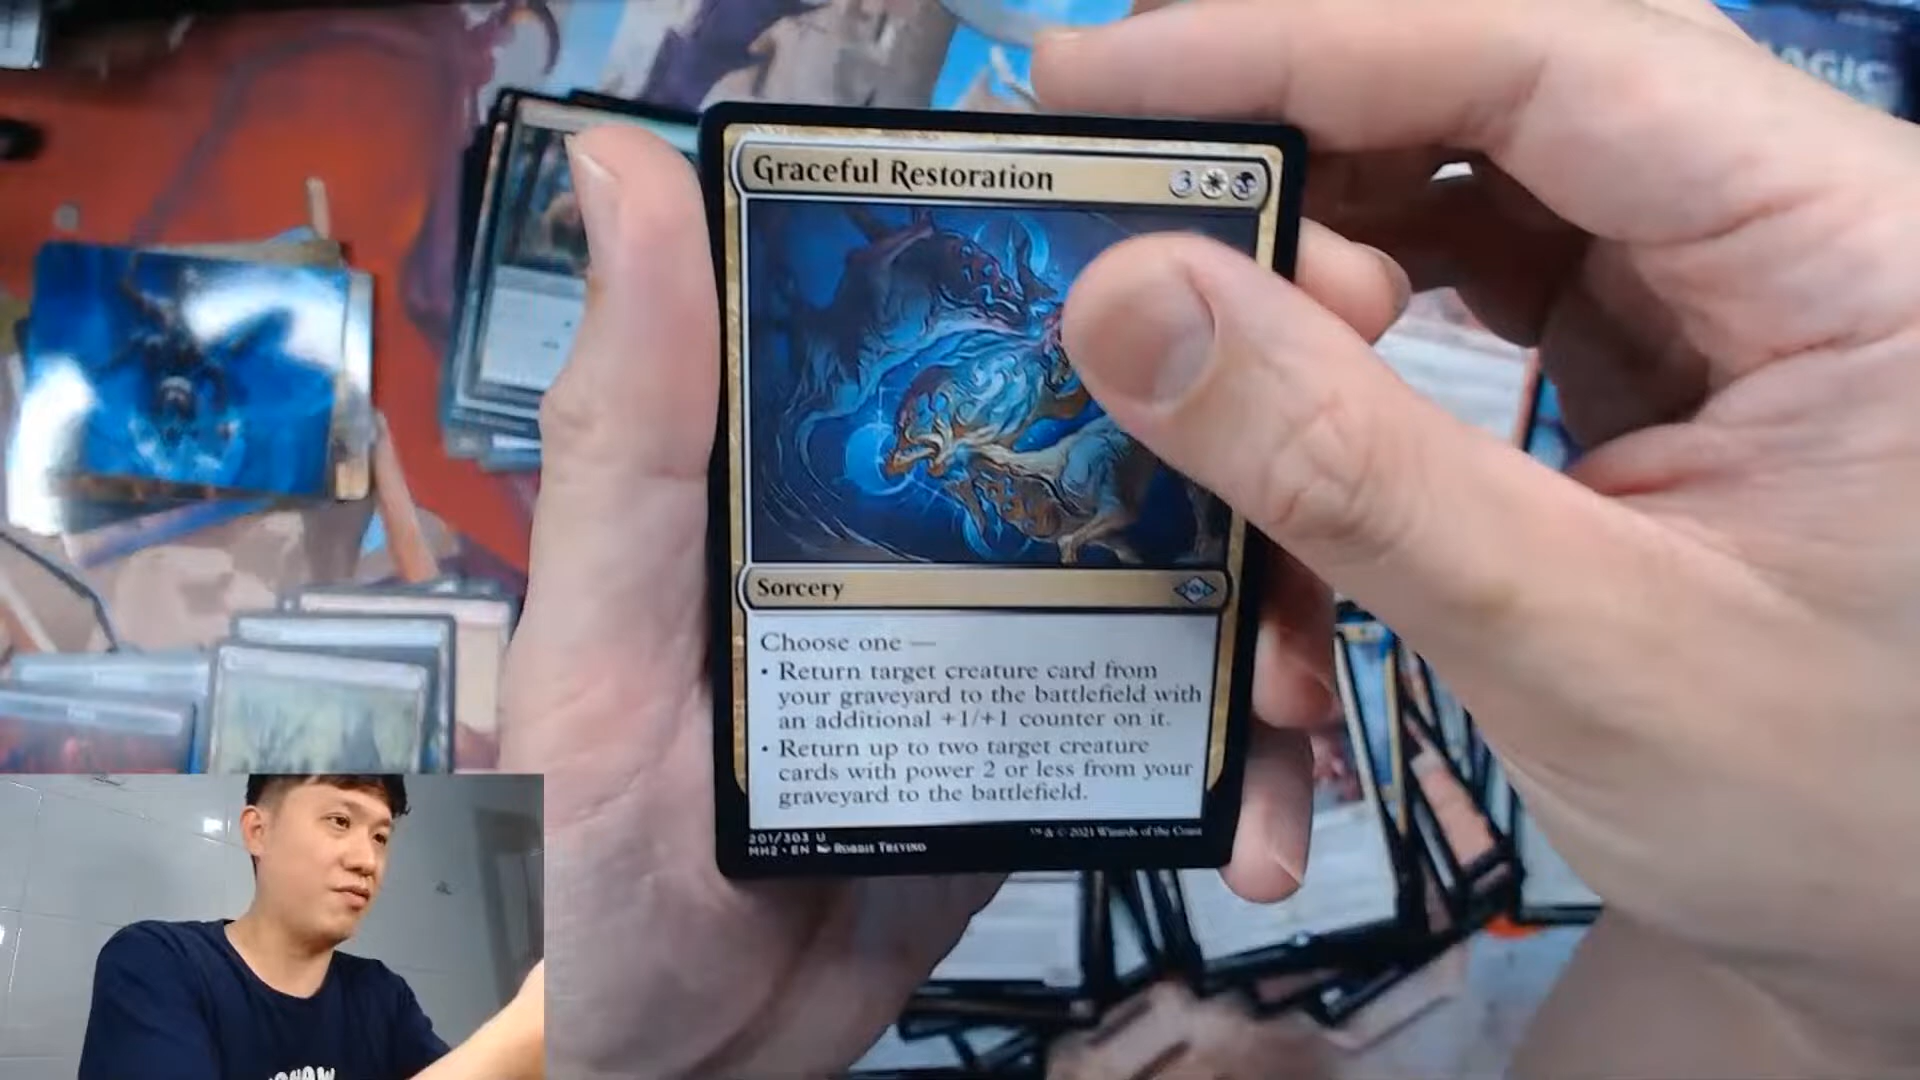 AGIC
Graceful Restoration
3
Sorcery
Choose one —
• Return target creature card from
your graveyard to the battlefield with
an additional +1/+1 counter on it.
• Return up to two target creature
cards with power 2 or less from your
graveyard to the battlefield.
201/303 U
MH2 • EN Robbie Trevino
™ & © 2021 Wizards of the Coast